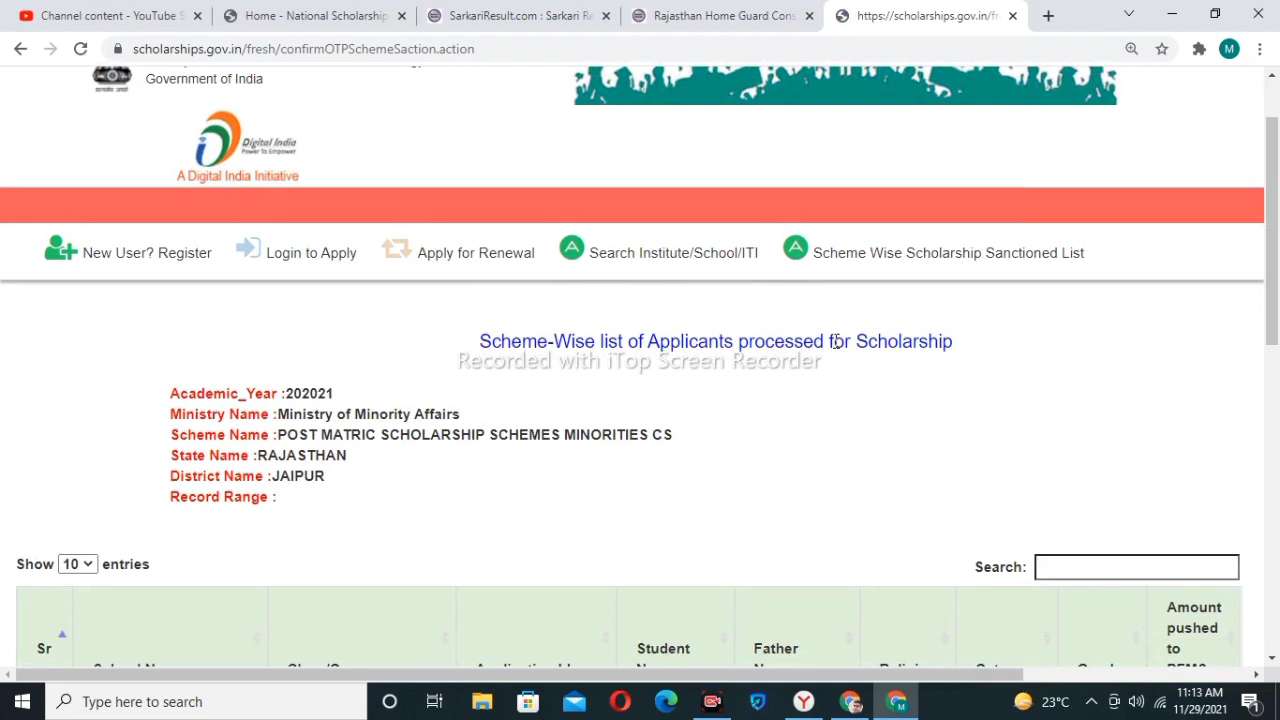 Content channel - YouTube S
Home - National Scholarship
SarkariResult.com : Sarkari Re
Rajasthan Home Guard Cons
https://scholarships.gov.in/fr
scholarships.gov.in/fresh/confirmOTPSchemeSaction.action
M
Government of India
Digital India
Power To Empower
A Digital India Initiative
New User? Register
Login to Apply
Apply for Renewal
A Search Institute/School/ITI
A Scheme Wise Scholarship Sanctioned List
Scheme-Wise list of Applicants processed for Scholarship
Recorded with iTop Screen Recorder
Academic_Year :202021
Ministry Name :Ministry of Minority Affairs
Scheme Name :POST MATRIC SCHOLARSHIP SCHEMES MINORITIES CS
State Name :RAJASTHAN
District Name :JAIPUR
Record Range :
Show 10 entries
Search:
Amount
pushed
to
Sr
Student
Father
Type here to search
23°C
11:13 AM
11/29/2021
1